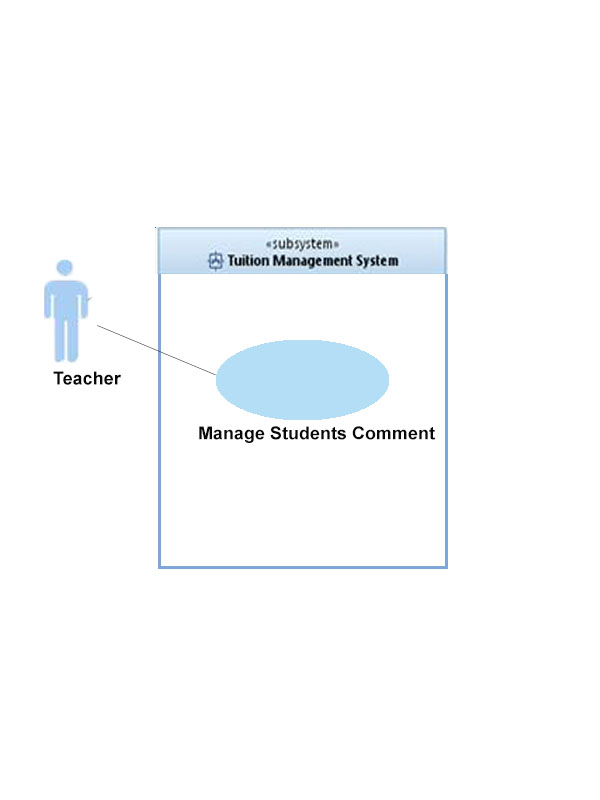 «subsystem»
Tuition Management System
Teacher
Manage Students Comment